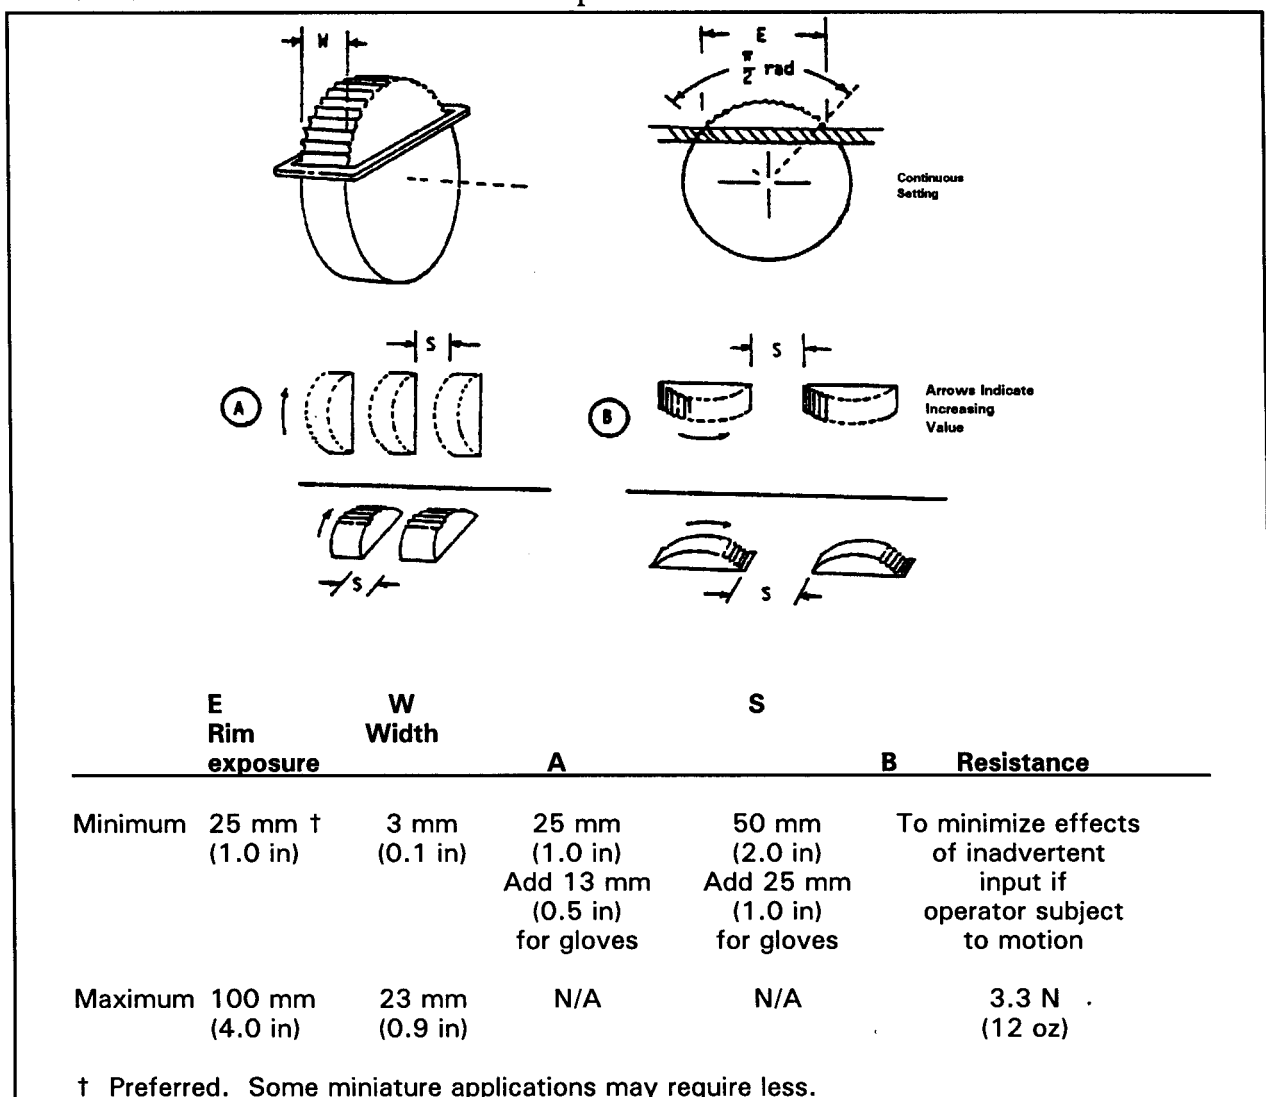 W
E
π/2 rad
Continuous
Setting
S
S
A
B
Arrows Indicate
Increasing
Value
S
S
E W S
Rim Width
exposure A B Resistance
Minimum 25 mm † 3 mm 25 mm 50 mm To minimize effects
(1.0 in) (0.1 in) (1.0 in) (2.0 in) of inadvertent
Add 13 mm Add 25 mm input if
(0.5 in) (1.0 in) operator subject
for gloves for gloves to motion
Maximum 100 mm 23 mm N/A N/A 3.3 N
(4.0 in) (0.9 in) (12 oz)
† Preferred. Some miniature applications may require less.